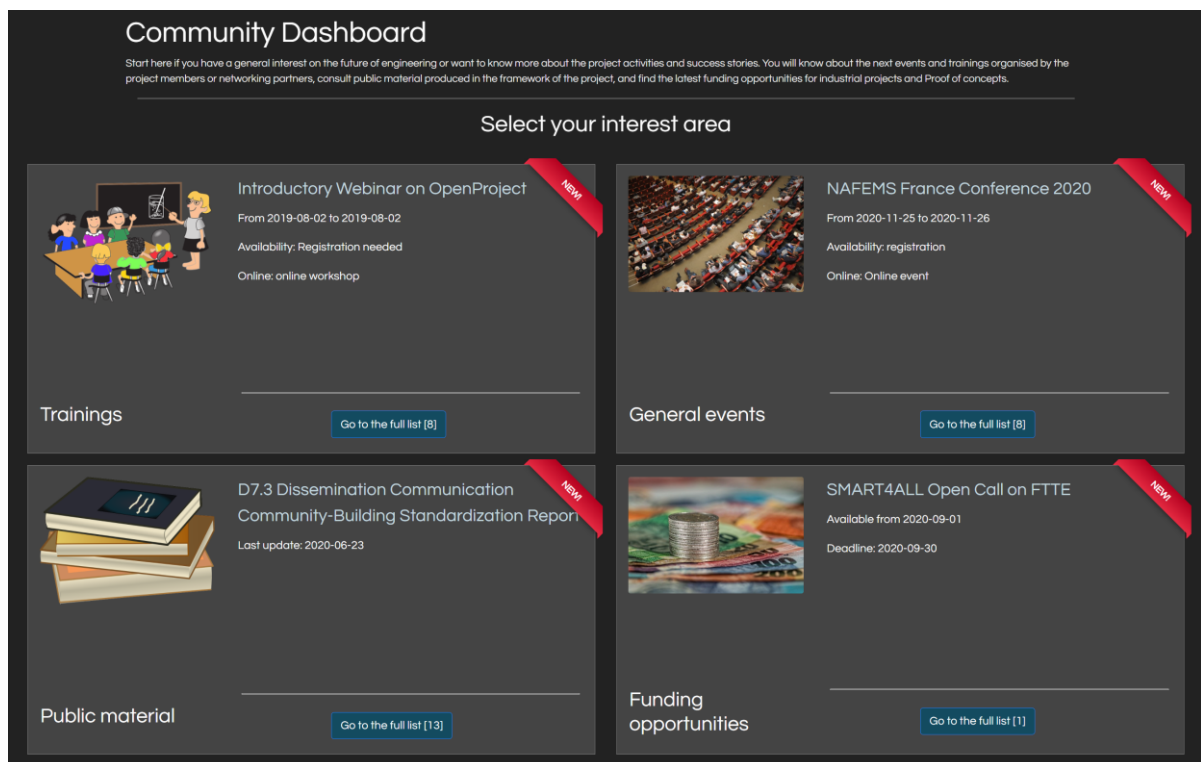 Community Dashboard
Start here if you have a general interest on the future of engineering or want to know more about the project activities and success stories. You will know about the next events and trainings organised by the
project members or networking partners, consult public material produced in the framework of the project, and find the latest funding opportunities for industrial projects and Proof of concepts.
Select your interest area
NEW!
Introductory Webinar on OpenProject
From 2019-08-02 to 2019-08-02
Availability: Registration needed
Online: online workshop
Trainings
Go to the full list [8]
NEW!
NAFEMS France Conference 2020
From 2020-11-25 to 2020-11-26
Availability: registration
Online: Online event
General events
Go to the full list [8]
NEW!
D7.3 Dissemination Communication
Community-Building Standardization Report
Last update: 2020-06-23
Public material
Go to the full list [13]
NEW!
SMART4ALL Open Call on FTTE
Available from 2020-09-01
Deadline: 2020-09-30
Funding
opportunities
Go to the full list [1]